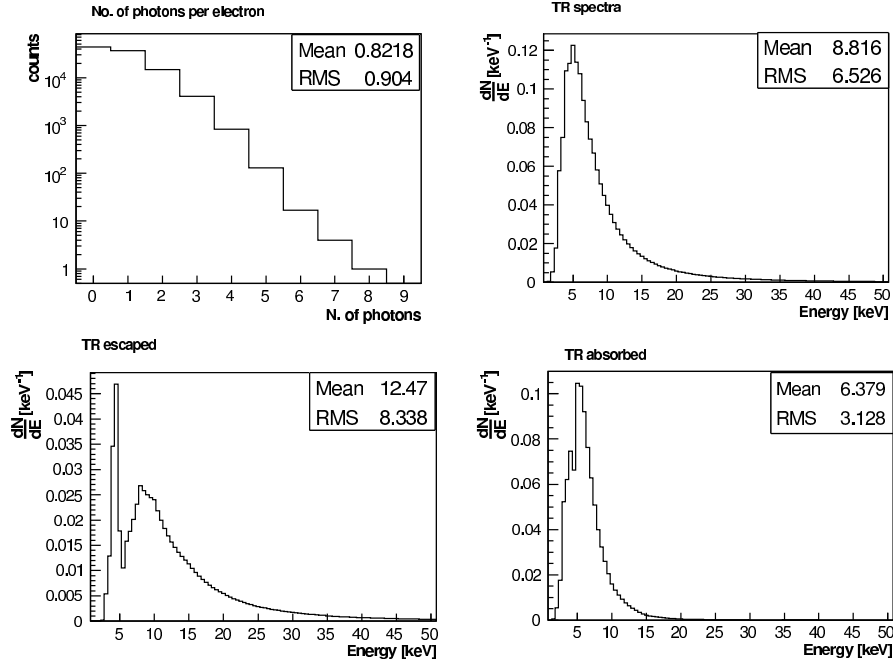 No. of photons per electron
counts
Mean 0.8218
RMS 0.904
10^4
10^3
10^2
10
1
0 1 2 3 4 5 6 7 8 9
N. of photons
TR spectra
dN/dE [keV^-1]
Mean 8.816
RMS 6.526
0.12
0.1
0.08
0.06
0.04
0.02
0
5 10 15 20 25 30 35 40 45 50
Energy [keV]
TR escaped
dN/dE [keV^-1]
Mean 12.47
RMS 8.338
0.045
0.04
0.035
0.03
0.025
0.02
0.015
0.01
0.005
0
5 10 15 20 25 30 35 40 45 50
Energy [keV]
TR absorbed
dN/dE [keV^-1]
Mean 6.379
RMS 3.128
0.1
0.08
0.06
0.04
0.02
0
5 10 15 20 25 30 35 40 45 50
Energy [keV]